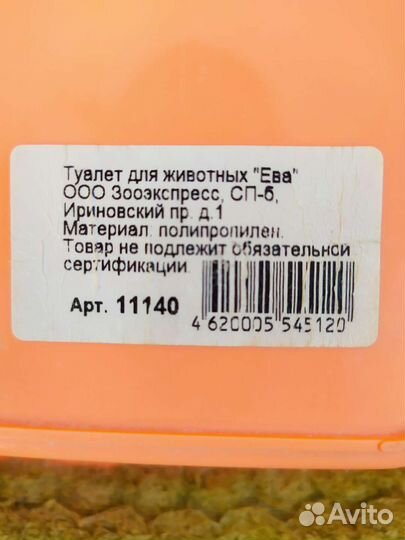 Туалет для животных "Ева"
ООО Зооэкспресс, СП-б,
Ириновский пр. д.1
Материал. полипропилен.
Товар не подлежит обязательной
сертификации.
Арт. 11140
4 620005 545120
Avito